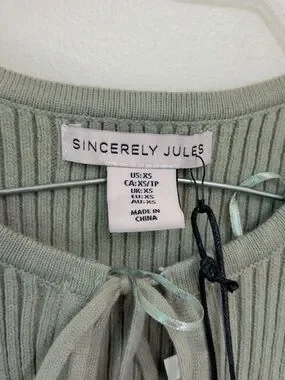 SINCERELY JULES
US:XS
CA:XS/TP
UK:XS
EU:XS
AU:XS
MADE IN
CHINA